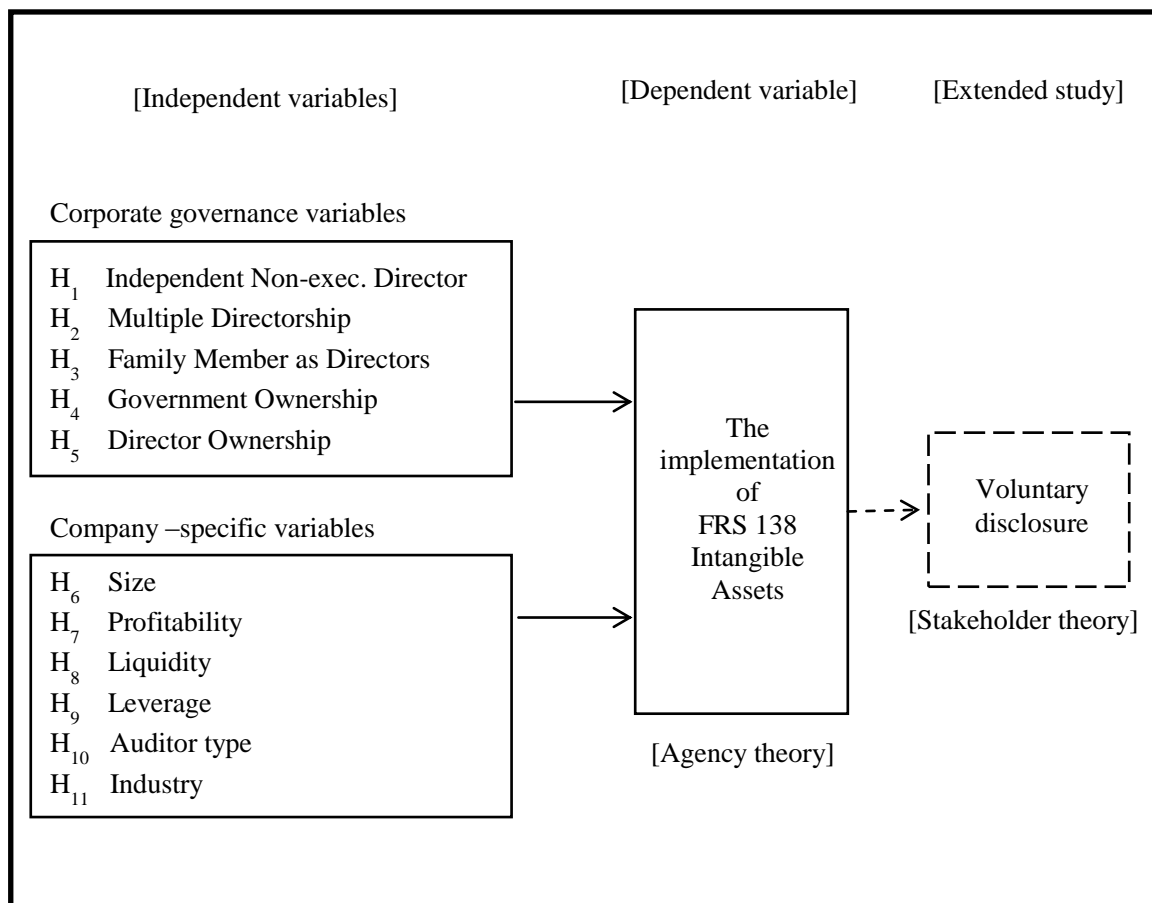 [Independent variables]
[Dependent variable]
[Extended study]
Corporate governance variables
H1 Independent Non-exec. Director
H2 Multiple Directorship
H3 Family Member as Directors
H4 Government Ownership
H5 Director Ownership
Company –specific variables
H6 Size
H7 Profitability
H8 Liquidity
H9 Leverage
H10 Auditor type
H11 Industry
The
implementation
of
FRS 138
Intangible
Assets
[Agency theory]
Voluntary
disclosure
[Stakeholder theory]